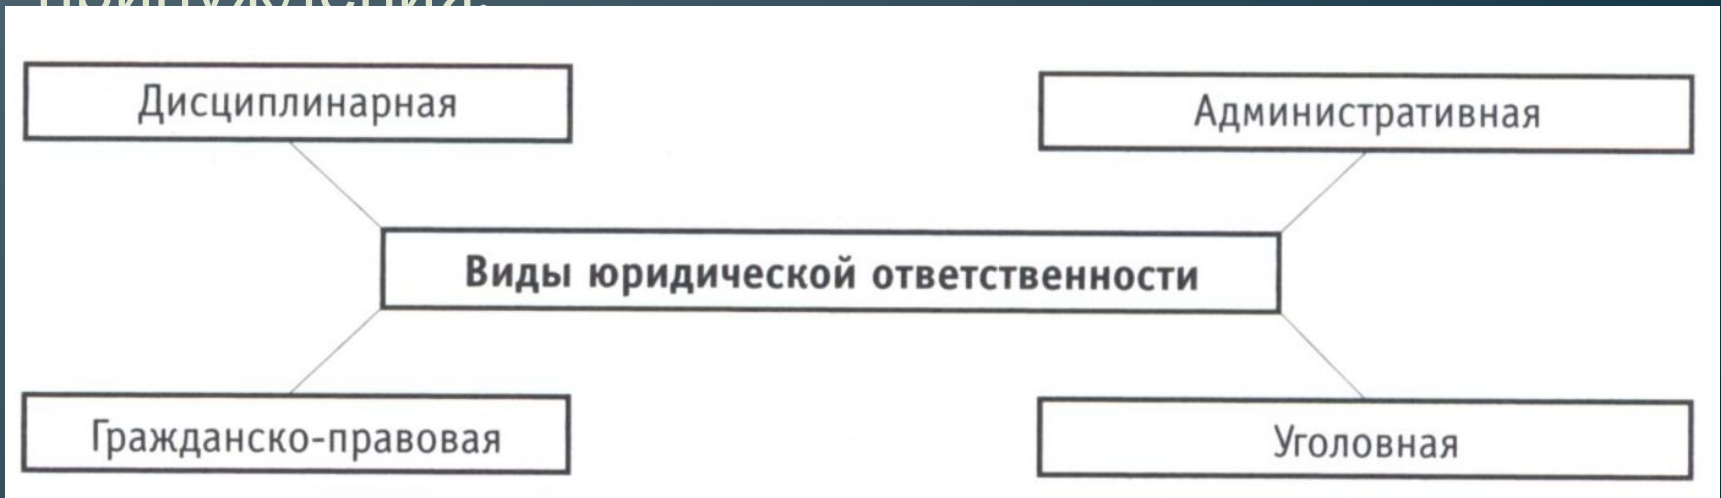 Дисциплинарная
Административная
Виды юридической ответственности
Гражданско-правовая
Уголовная